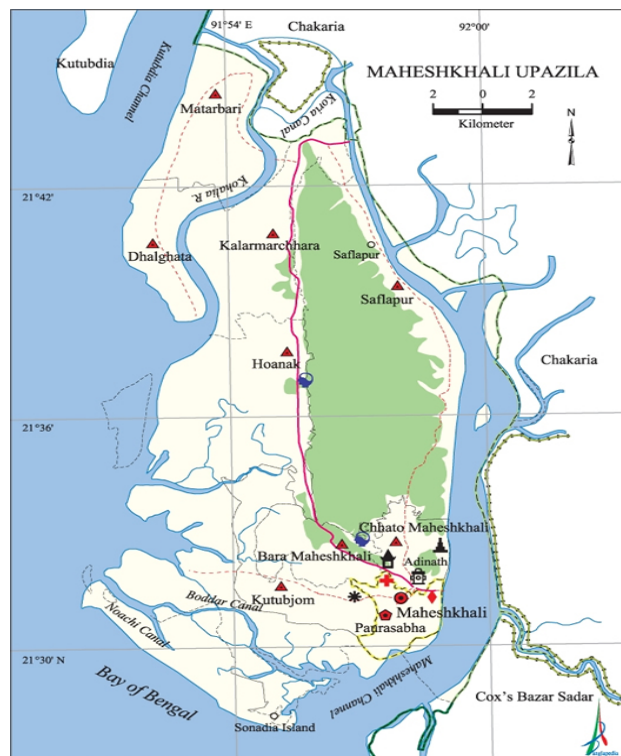 91°54' E
92°00'
Chakaria
Kutubdia
Kutubdia Channel
MAHESHKHALI UPAZILA
2 0 2
Kilometer
N
Matarbari
Koria Canal
Kohalia R.
21°42'
Kalarmarchhara
Saflapur
Dhalghata
Saflapur
Hoanak
Chakaria
21°36'
Chhato Maheshkhali
Bara Maheshkhali
Adinath
Kutubjom
Boddar Canal
Maheshkhali
Paurasabha
Noachi Canal
21°30' N
Maheshkhali Channel
Bay of Bengal
Cox's Bazar Sadar
Sonadia Island